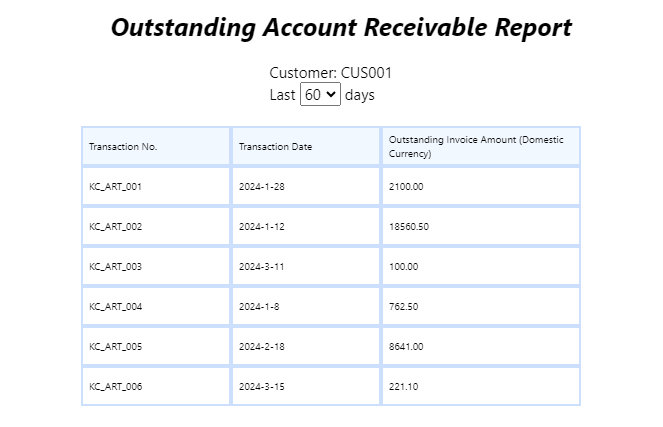 Outstanding Account Receivable Report
Customer: CUS001
Last 60 days
Transaction No. Transaction Date Outstanding Invoice Amount (Domestic
Currency)
KC_ART_001 2024-1-28 2100.00
KC_ART_002 2024-1-12 18560.50
KC_ART_003 2024-3-11 100.00
KC_ART_004 2024-1-8 762.50
KC_ART_005 2024-2-18 8641.00
KC_ART_006 2024-3-15 221.10